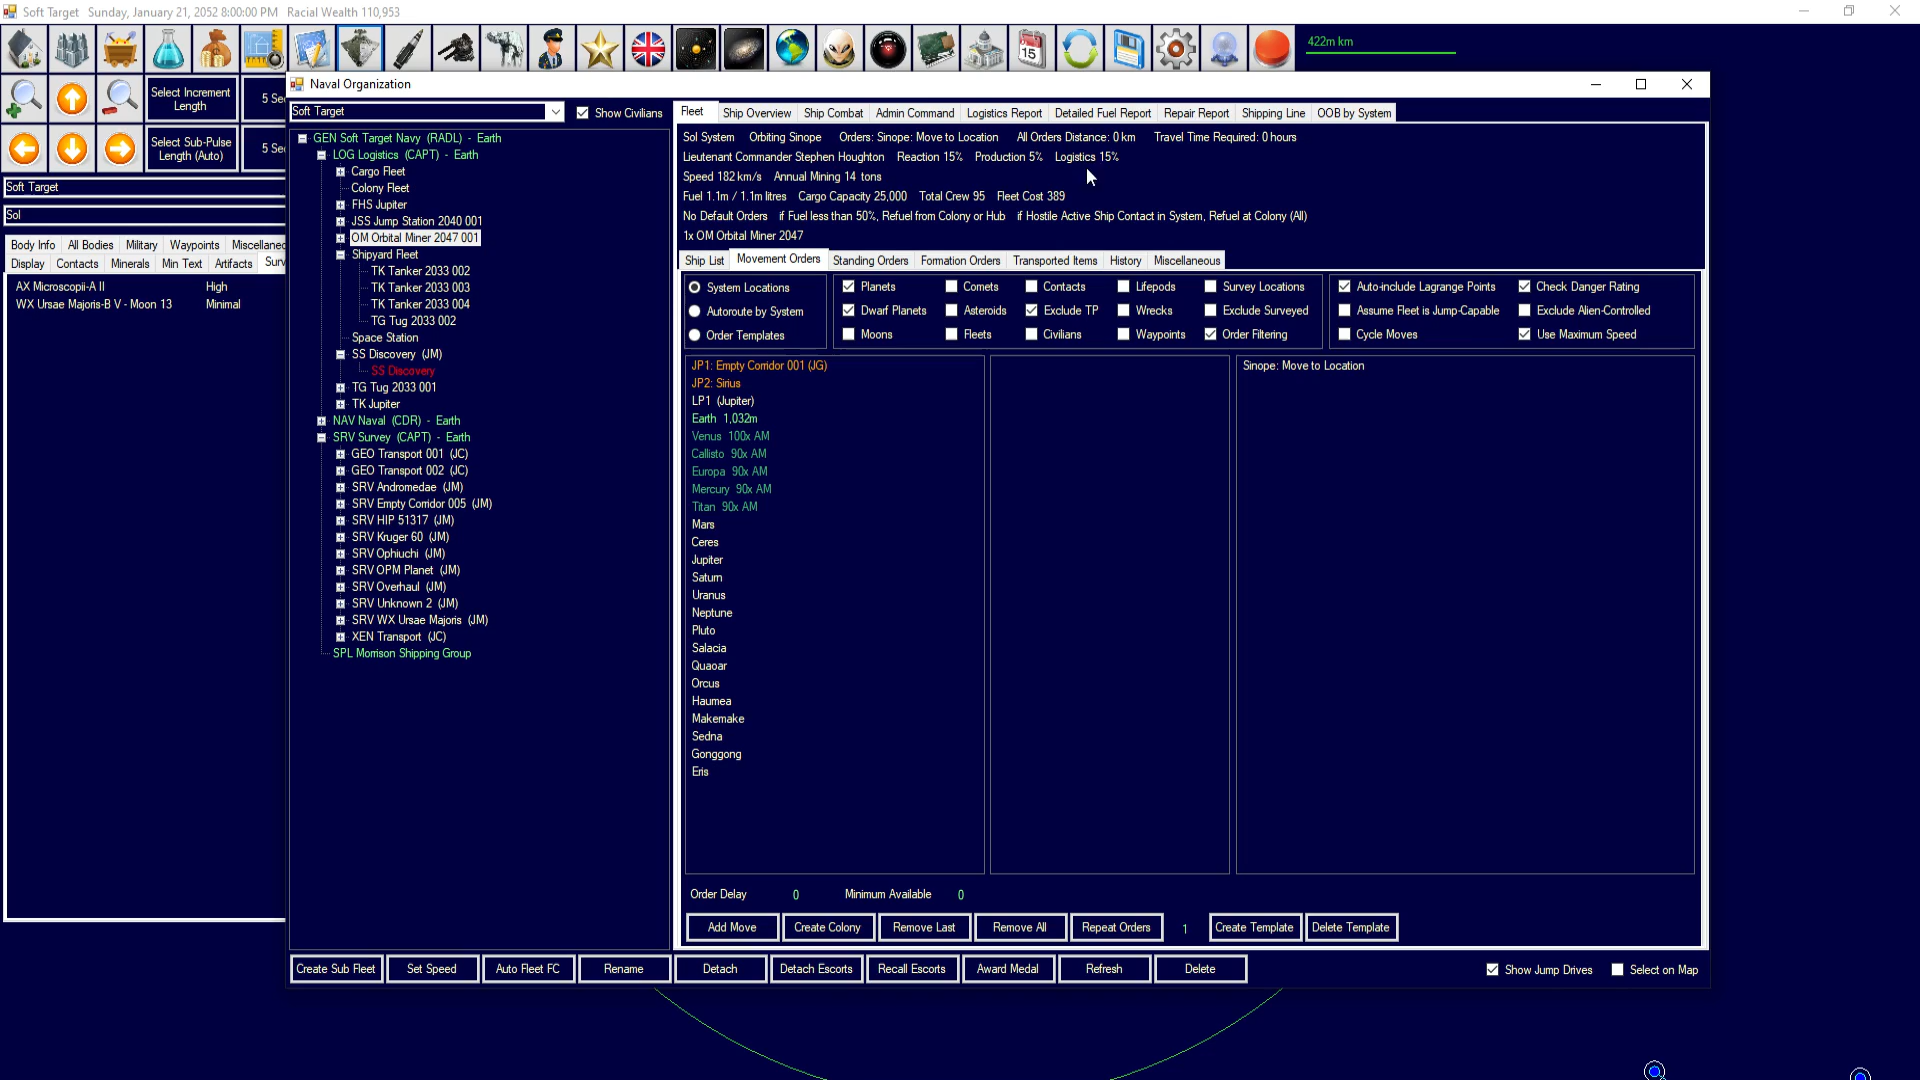 Soft Target   Sunday, January 21, 2052 8:00:00 PM   Racial Wealth 110,953
15
422m km
Select Increment Length
5 Sec
Select Sub-Pulse Length (Auto)
5 Sec
Soft Target
Sol
Body Info   All Bodies   Military   Waypoints   Miscellaneo
Display   Contacts   Minerals   Min Text   Artifacts   Surv
AX Microscopii-A II   High
WX Ursae Majoris-B V - Moon 13   Minimal
Naval Organization
Soft Target   Show Civilians
GEN Soft Target Navy (RADL) - Earth
LOG Logistics (CAPT) - Earth
Cargo Fleet
Colony Fleet
FHS Jupiter
JSS Jump Station 2040 001
OM Orbital Miner 2047 001
Shipyard Fleet
TK Tanker 2033 002
TK Tanker 2033 003
TK Tanker 2033 004
TG Tug 2033 002
Space Station
SS Discovery (JM)
SS Discovery
TG Tug 2033 001
TK Jupiter
NAV Naval (CDR) - Earth
SRV Survey (CAPT) - Earth
GEO Transport 001 (JC)
GEO Transport 002 (JC)
SRV Andromedae (JM)
SRV Empty Corridor 005 (JM)
SRV HIP 51317 (JM)
SRV Kruger 60 (JM)
SRV Ophiuchi (JM)
SRV OPM Planet (JM)
SRV Overhaul (JM)
SRV Unknown 2 (JM)
SRV WX Ursae Majoris (JM)
XEN Transport (JC)
SPL Morrison Shipping Group
Fleet   Ship Overview   Ship Combat   Admin Command   Logistics Report   Detailed Fuel Report   Repair Report   Shipping Line   OOB by System
Sol System   Orbiting Sinope   Orders: Sinope: Move to Location   All Orders Distance: 0 km   Travel Time Required: 0 hours
Lieutenant Commander Stephen Houghton   Reaction 15%   Production 5%   Logistics 15%
Speed 182 km/s   Annual Mining 14 tons
Fuel 1.1m / 1.1m litres   Cargo Capacity 25,000   Total Crew 95   Fleet Cost 389
No Default Orders   if Fuel less than 50%, Refuel from Colony or Hub   if Hostile Active Ship Contact in System, Refuel at Colony (All)
1x OM Orbital Miner 2047
Ship List   Movement Orders   Standing Orders   Formation Orders   Transported Items   History   Miscellaneous
System Locations   Planets   Comets   Contacts   Lifepods   Survey Locations   Auto-include Lagrange Points   Check Danger Rating
Autoroute by System   Dwarf Planets   Asteroids   Exclude TP   Wrecks   Exclude Surveyed   Assume Fleet is Jump-Capable   Exclude Alien-Controlled
Order Templates   Moons   Fleets   Civilians   Waypoints   Order Filtering   Cycle Moves   Use Maximum Speed
JP1: Empty Corridor 001 (JG)
JP2: Sirius
LP1 (Jupiter)
Earth 1,032m
Venus 100x AM
Callisto 90x AM
Europa 90x AM
Mercury 90x AM
Titan 90x AM
Mars
Ceres
Jupiter
Saturn
Uranus
Neptune
Pluto
Salacia
Quaoar
Orcus
Haumea
Makemake
Sedna
Gonggong
Eris
Sinope: Move to Location
Order Delay   0   Minimum Available   0
Add Move   Create Colony   Remove Last   Remove All   Repeat Orders   1   Create Template   Delete Template
Create Sub Fleet   Set Speed   Auto Fleet FC   Rename   Detach   Detach Escorts   Recall Escorts   Award Medal   Refresh   Delete   Show Jump Drives   Select on Map